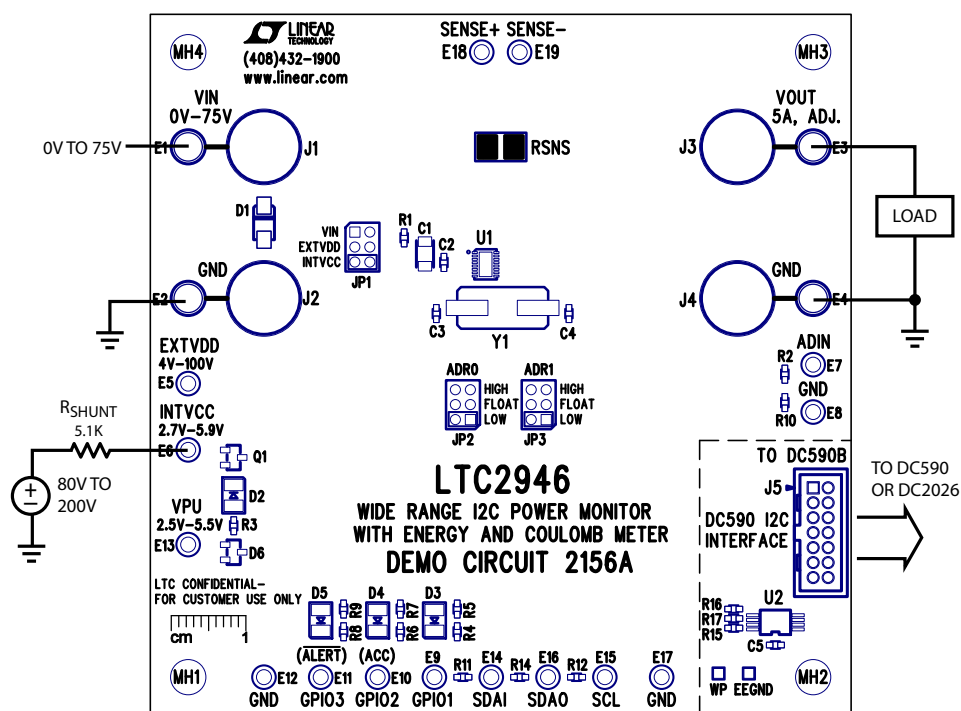 LINEAR
TECHNOLOGY
(408)432-1900
www.linear.com
SENSE+ SENSE-
E18 E19
MH4
MH3
VIN
0V-75V
VOUT
5A, ADJ.
0V TO 75V
E1
J1
RSNS
J3
E3
LOAD
D1
VIN
EXTVDD
INTVCC
JP1
R1
C1
C2
U1
GND
E2
J2
C3
Y1
C4
J4
GND
E4
EXTVDD
4V-100V
E5
ADR0
HIGH
FLOAT
LOW
JP2
ADR1
HIGH
FLOAT
LOW
JP3
ADIN
R2
E7
GND
R10
E8
RSHUNT
5.1K
INTVCC
2.7V-5.9V
E6
Q1
80V TO
200V
D2
VPU
2.5V-5.5V
R3
E13
D6
LTC2946
WIDE RANGE I2C POWER MONITOR
WITH ENERGY AND COULOMB METER
DEMO CIRCUIT 2156A
TO DC590B
J5
DC590 I2C
INTERFACE
TO DC590
OR DC2026
LTC CONFIDENTIAL-
FOR CUSTOMER USE ONLY
cm 1
D5
R9
R8
D4
R7
R6
D3
R5
R4
U2
R16
R17
R15
C5
MH1
(ALERT)
(ACC)
E12
E11
E10
E9
R11
E14
R14
E16
R12
E15
E17
GND
GPIO3
GPIO2
GPIO1
SDAI
SDAO
SCL
GND
WP
EEGND
MH2